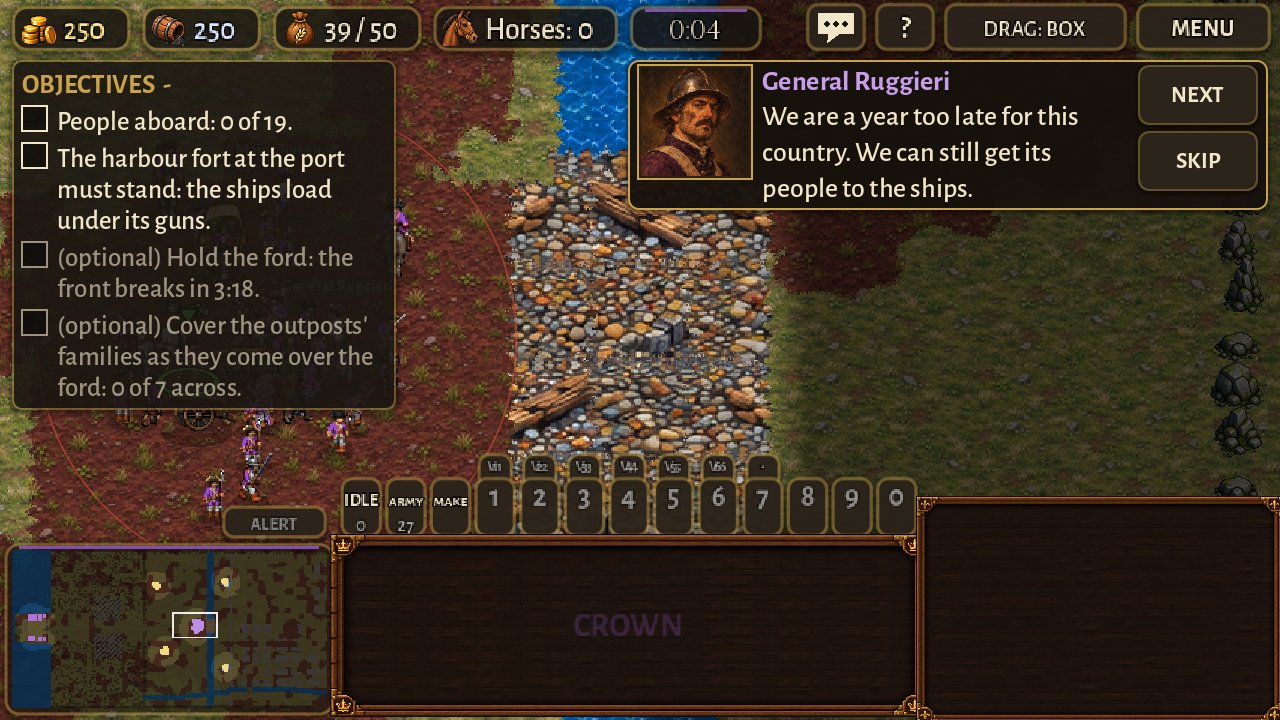 250
250
39 / 50
Horses: 0
0:04
?
DRAG: BOX
MENU
OBJECTIVES -
People aboard: 0 of 19.
The harbour fort at the port
must stand: the ships load
under its guns.
(optional) Hold the ford: the
front breaks in 3:18.
(optional) Cover the outposts'
families as they come over the
ford: 0 of 7 across.
General Ruggieri
We are a year too late for this
country. We can still get its
people to the ships.
NEXT
SKIP
ALERT
IDLE
0
ARMY
27
MAKE
1
2
3
4
5
6
7
8
9
0
CROWN